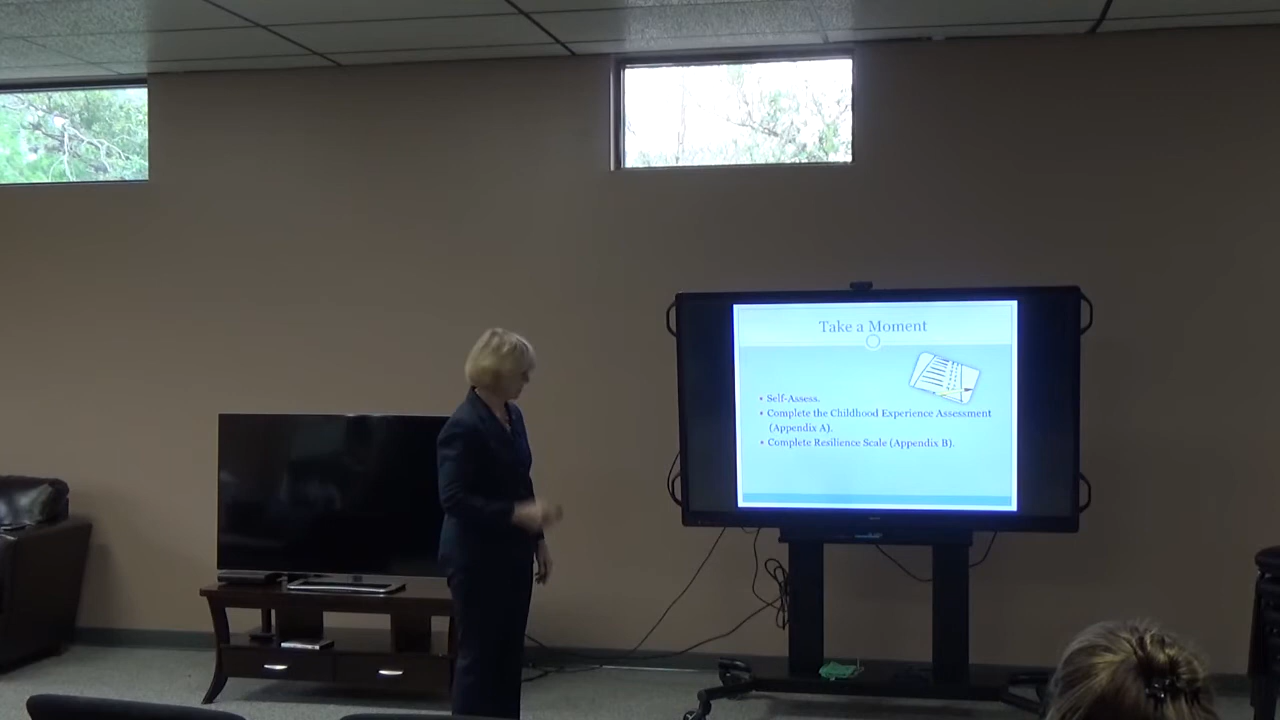 Take a Moment
• Self-Assess.
• Complete the Childhood Experience Assessment
(Appendix A).
• Complete Resilience Scale (Appendix B).